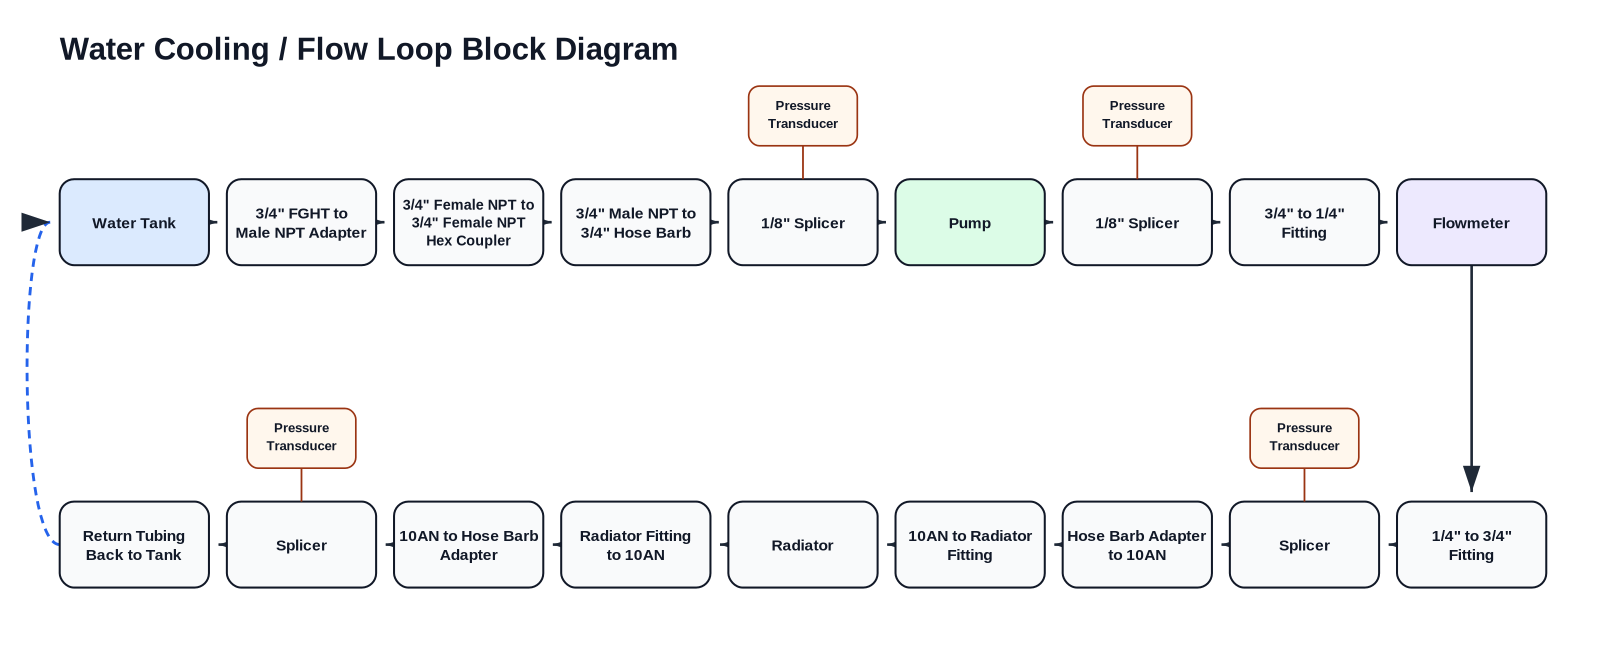 Water Cooling / Flow Loop Block Diagram
Pressure
Transducer
Pressure
Transducer
Water Tank
3/4" FGHT to
Male NPT Adapter
3/4" Female NPT to
3/4" Female NPT
Hex Coupler
3/4" Male NPT to
3/4" Hose Barb
1/8" Splicer
Pump
1/8" Splicer
3/4" to 1/4"
Fitting
Flowmeter
Pressure
Transducer
Pressure
Transducer
Return Tubing
Back to Tank
Splicer
10AN to Hose Barb
Adapter
Radiator Fitting
to 10AN
Radiator
10AN to Radiator
Fitting
Hose Barb Adapter
to 10AN
Splicer
1/4" to 3/4"
Fitting